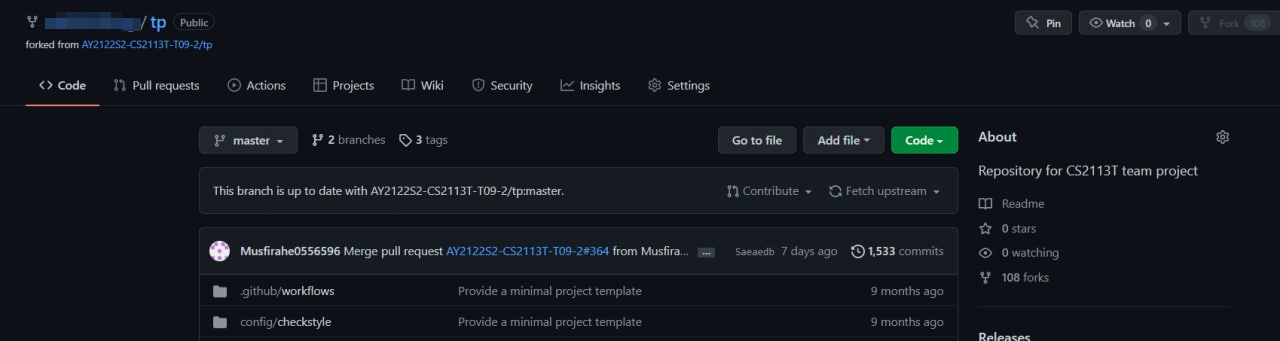 / tp Public
Pin Watch 0 Fork 108
forked from AY2122S2-CS2113T-T09-2/tp
Code Pull requests Actions Projects Wiki Security Insights Settings
master 2 branches 3 tags Go to file Add file Code
About
This branch is up to date with AY2122S2-CS2113T-T09-2/tp:master. Contribute Fetch upstream
Repository for CS2113T team project
Readme
0 stars
0 watching
108 forks
Musfirahe0556596 Merge pull request AY2122S2-CS2113T-T09-2#364 from Musfira... ... 5aeaedb 7 days ago 1,533 commits
.github/workflows Provide a minimal project template 9 months ago
config/checkstyle Provide a minimal project template 9 months ago
Releases